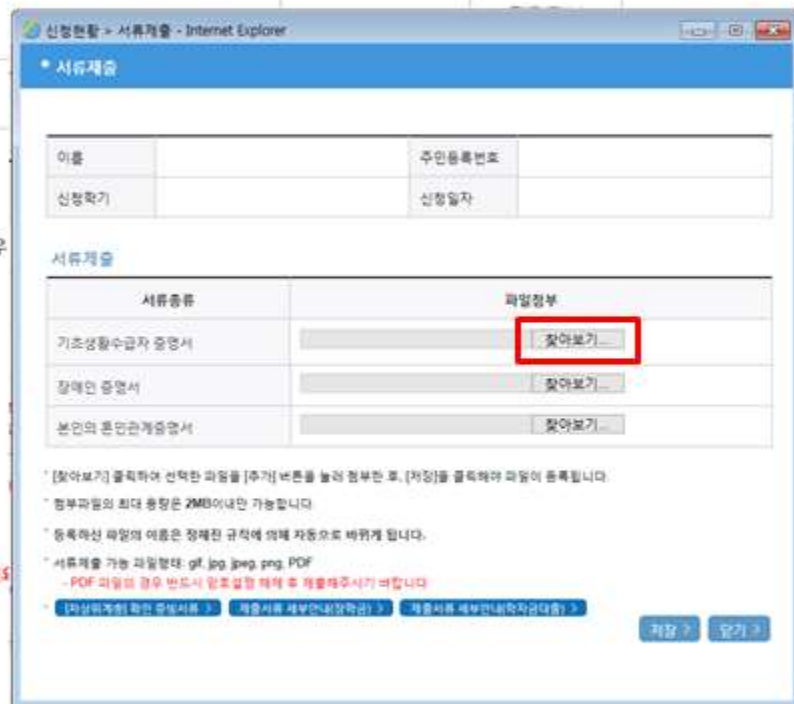 신청현황 > 서류제출 - Internet Explorer
서류제출
이름
주민등록번호
신청학기
신청일자
우
서류제출
서류종류
파일첨부
기초생활수급자 증명서
찾아보기...
장애인 증명서
찾아보기...
본인의 혼인관계증명서
찾아보기...
* [찾아보기] 클릭하여 선택한 파일을 [추가] 버튼을 눌러 첨부한 후, [저장]을 클릭해야 파일이 등록됩니다.
* 첨부파일의 최대 용량은 2MB이내만 가능합니다.
* 등록하신 파일의 이름은 정해진 규칙에 의해 자동으로 바뀌게 됩니다.
* 서류제출 가능 파일형태: gif, jpg, jpeg, png, PDF
- PDF 파일의 경우 반드시 암호설정 해제 후 제출해주시기 바랍니다
* [차상위계층] 확인 증빙서류 > 제출서류 세부안내(장학금) > 제출서류 세부안내(학자금대출) >
저장 > 닫기 >